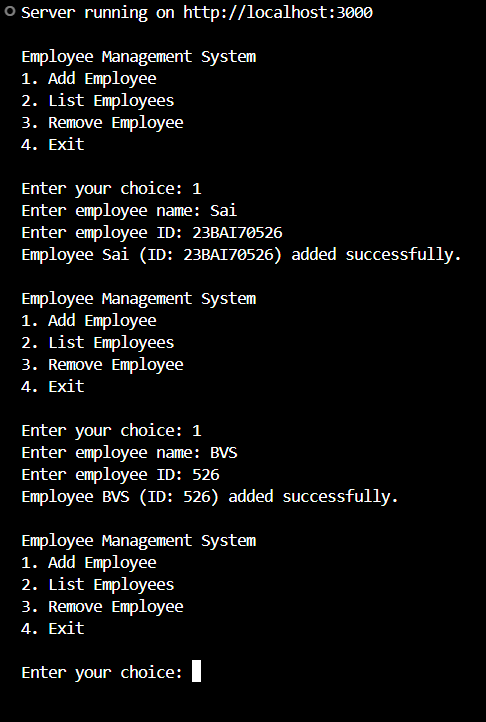 Server running on http://localhost:3000
Employee Management System
1. Add Employee
2. List Employees
3. Remove Employee
4. Exit
Enter your choice: 1
Enter employee name: Sai
Enter employee ID: 23BAI70526
Employee Sai (ID: 23BAI70526) added successfully.
Employee Management System
1. Add Employee
2. List Employees
3. Remove Employee
4. Exit
Enter your choice: 1
Enter employee name: BVS
Enter employee ID: 526
Employee BVS (ID: 526) added successfully.
Employee Management System
1. Add Employee
2. List Employees
3. Remove Employee
4. Exit
Enter your choice: